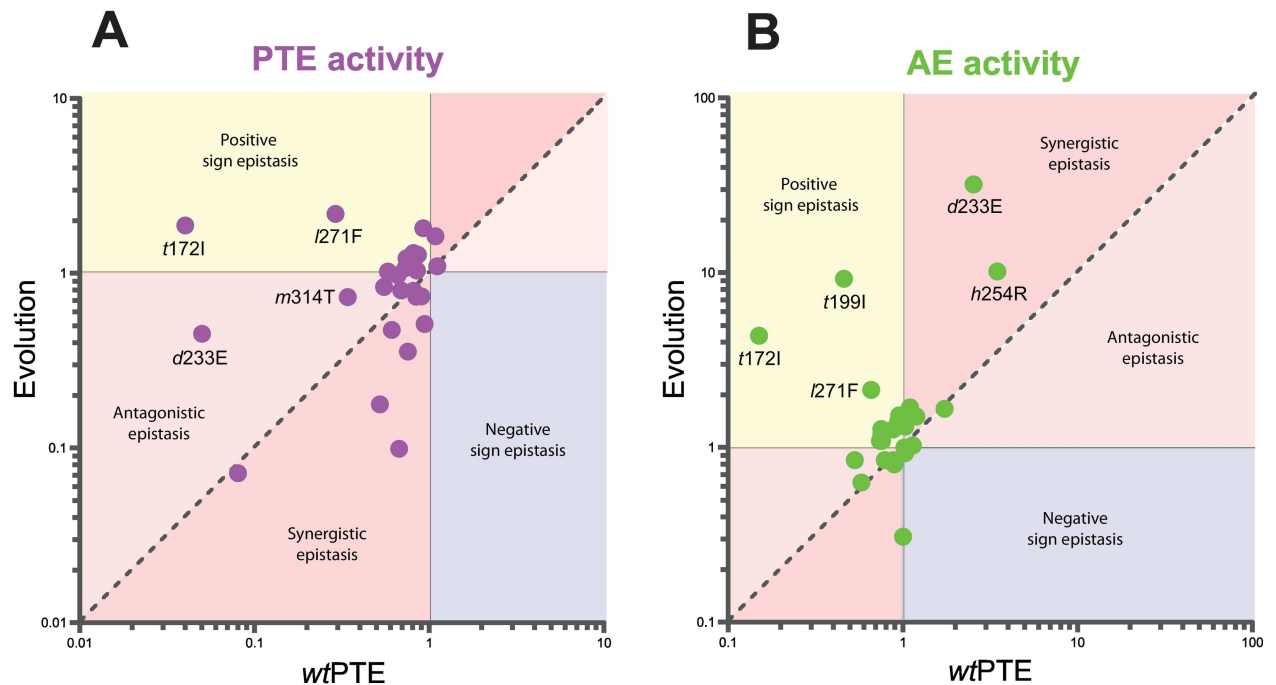 A
PTE activity
10
1
0.1
0.01
0.01
0.1
1
10
Evolution
wtPTE
Positive
sign epistasis
t172I
l271F
m314T
d233E
Antagonistic
epistasis
Synergistic
epistasis
Negative
sign epistasis
B
AE activity
100
10
1
0.1
0.1
1
10
100
Evolution
wtPTE
Positive
sign epistasis
Synergistic
epistasis
d233E
h254R
t199I
t172I
l271F
Antagonistic
epistasis
Negative
sign epistasis